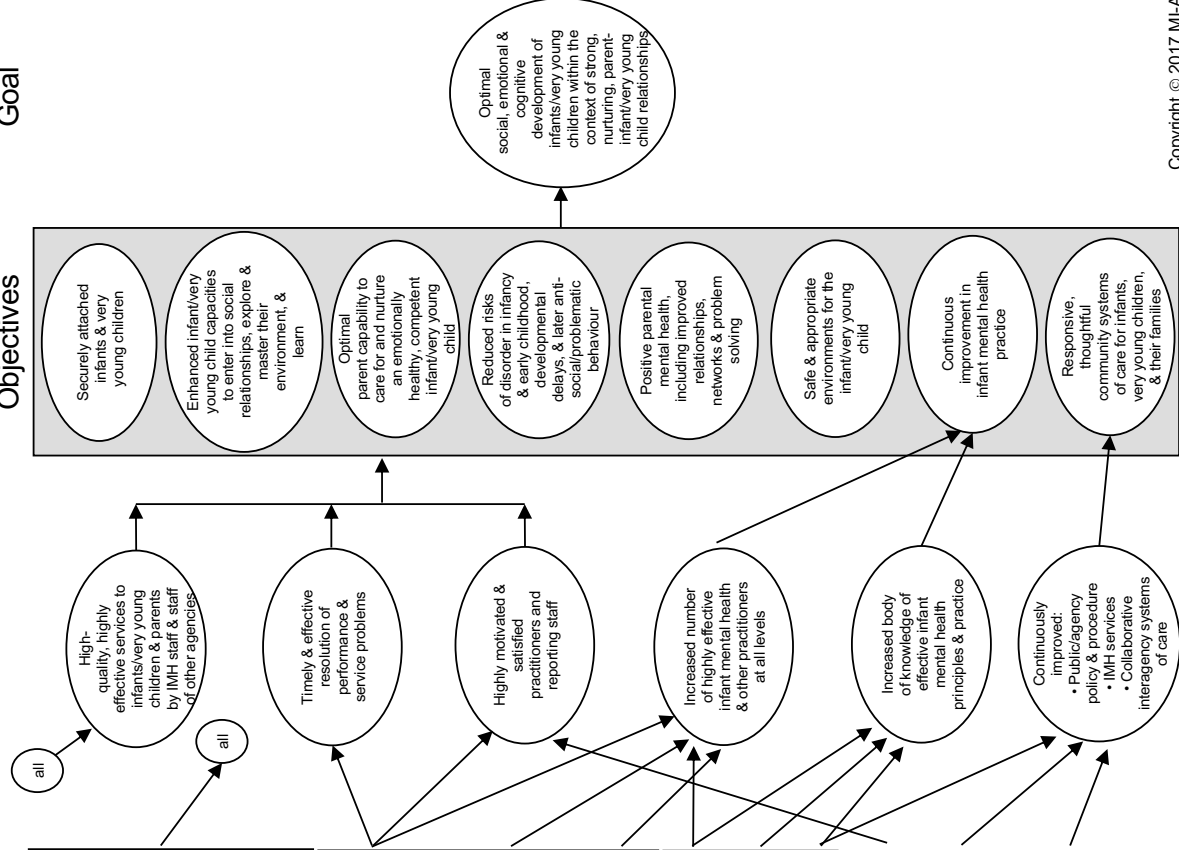 Goal
Objectives
Optimal
social, emotional &
cognitive
development of
infants/very young
children within the
context of strong,
nurturing, parent-
infant/very young
child relationships
Securely attached
infants & very
young children
Enhanced infant/very
young child capacities
to enter into social
relationships, explore &
master their
environment, &
learn
Optimal
parent capability to
care for and nurture
an emotionally
healthy, competent
infant/very young
child
Reduced risks
of disorder in infancy
& early childhood,
developmental
delays, & later anti-
social/problematic
behaviour
Positive parental
mental health,
including improved
relationships,
networks & problem
solving
Safe & appropriate
environments for the
infant/very young
child
Continuous
improvement in
infant mental health
practice
Responsive,
thoughtful
community systems
of care for infants,
very young children,
& their families
all
all
High-
quality, highly
effective services to
infants/very young
children & parents
by IMH staff & staff
of other agencies
Timely & effective
resolution of
performance &
service problems
Highly motivated &
satisfied
practitioners and
reporting staff
Increased number
of highly effective
infant mental health
& other practitioners
at all levels
Increased body
of knowledge of
effective infant
mental health
principles & practice
Continuously
improved:
• Public/agency
policy & procedure
• IMH services
• Collaborative
interagency systems
of care
Copyright © 2017 MI-A